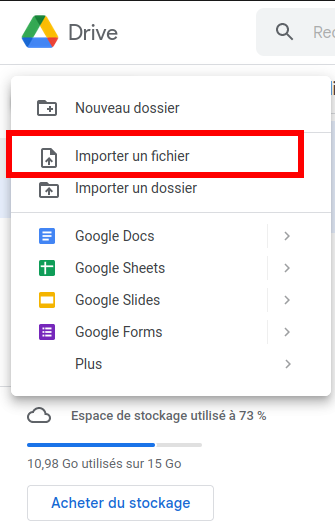 Drive
Rec
Nouveau dossier
Importer un fichier
Importer un dossier
Google Docs
Google Sheets
Google Slides
Google Forms
Plus
Espace de stockage utilisé à 73 %
10,98 Go utilisés sur 15 Go
Acheter du stockage